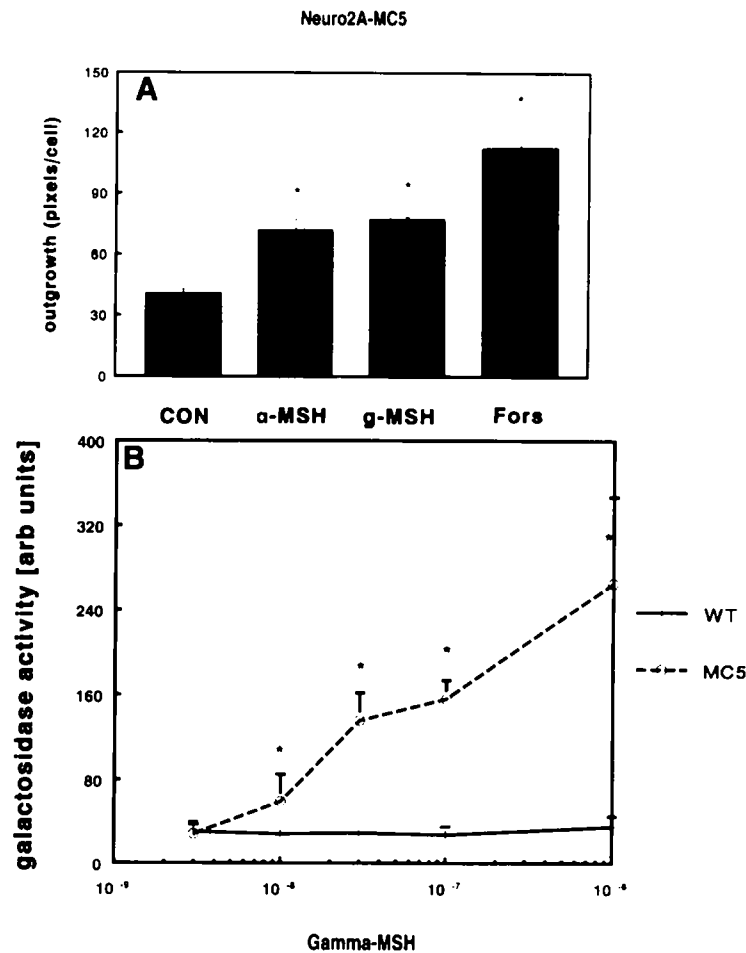 Neuro2A-MC5
A
outgrowth (pixels/cell)
150
120
90
60
30
0
* * *
CON α-MSH g-MSH Fors
B
galactosidase activity [arb units]
400
320
240
160
80
0
* * * *
WT
MC5
10⁻⁹ 10⁻⁸ 10⁻⁷ 10⁻⁶
Gamma-MSH